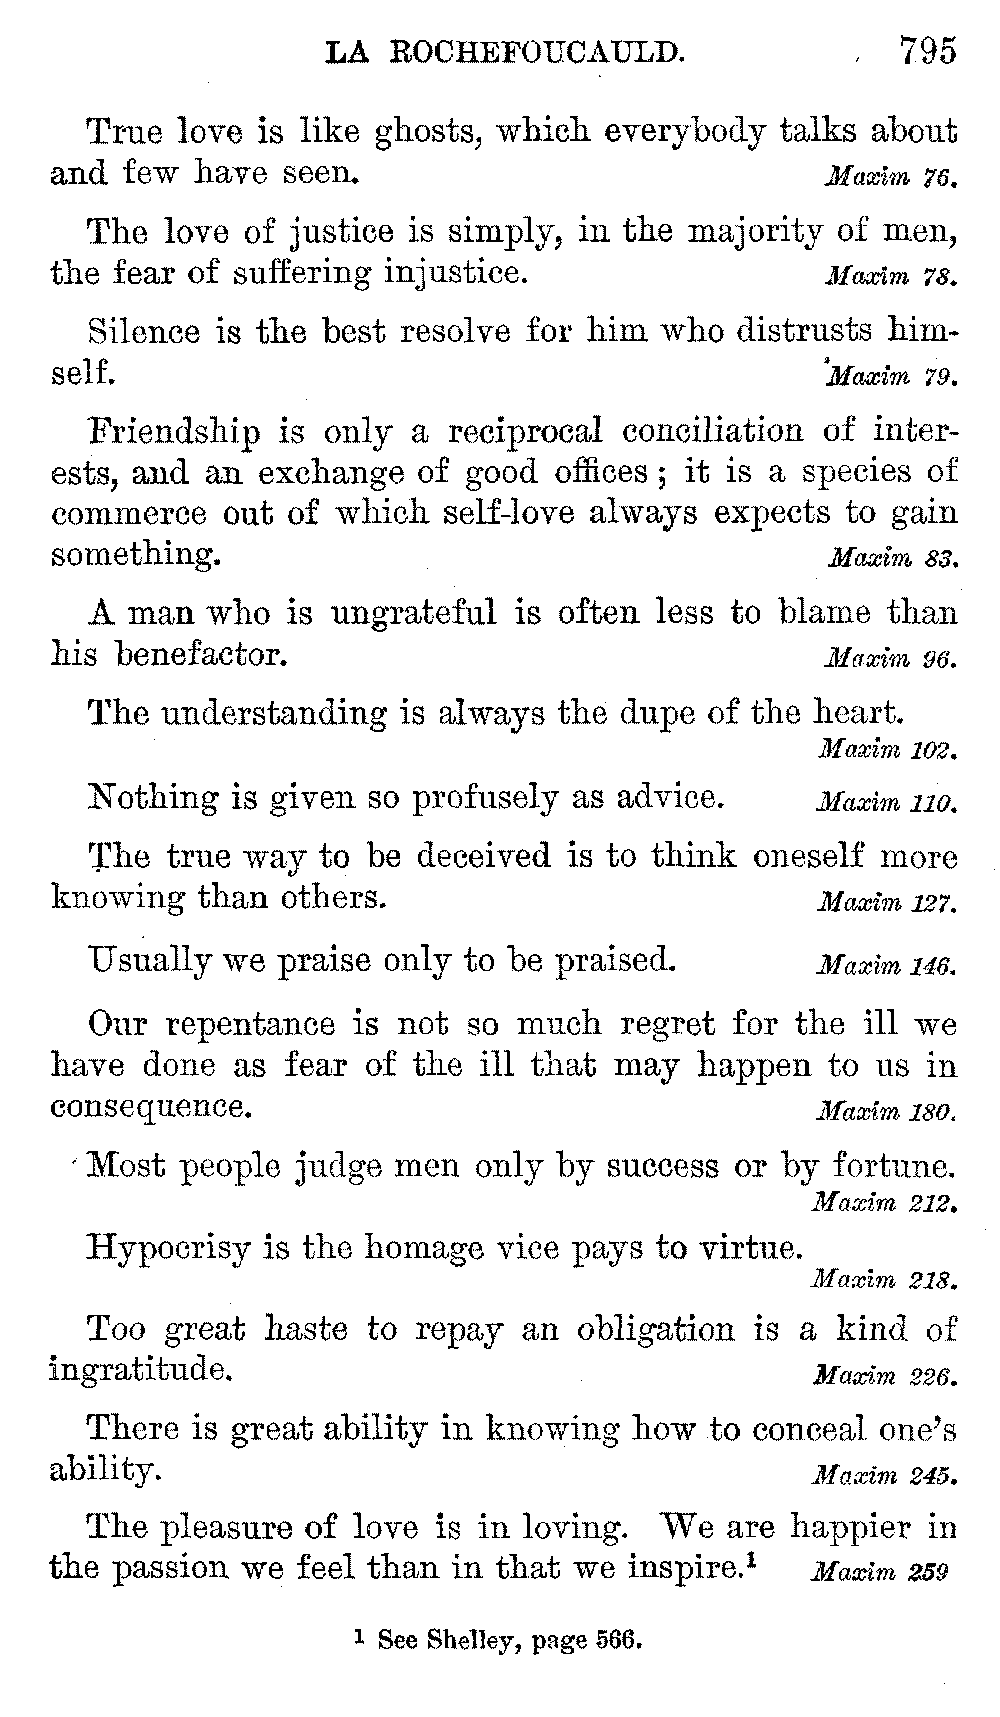 LA ROCHEFOUCAULD. 795
True love is like ghosts, which everybody talks about
and few have seen. Maxim 76.
The love of justice is simply, in the majority of men,
the fear of suffering injustice. Maxim 78.
Silence is the best resolve for him who distrusts him-
self. Maxim 79.
Friendship is only a reciprocal conciliation of inter-
ests, and an exchange of good offices; it is a species of
commerce out of which self-love always expects to gain
something. Maxim 83.
A man who is ungrateful is often less to blame than
his benefactor. Maxim 96.
The understanding is always the dupe of the heart.
Maxim 102.
Nothing is given so profusely as advice. Maxim 110.
The true way to be deceived is to think oneself more
knowing than others. Maxim 127.
Usually we praise only to be praised. Maxim 146.
Our repentance is not so much regret for the ill we
have done as fear of the ill that may happen to us in
consequence. Maxim 180.
Most people judge men only by success or by fortune.
Maxim 212.
Hypocrisy is the homage vice pays to virtue.
Maxim 218.
Too great haste to repay an obligation is a kind of
ingratitude. Maxim 226.
There is great ability in knowing how to conceal one's
ability. Maxim 245.
The pleasure of love is in loving. We are happier in
the passion we feel than in that we inspire.¹ Maxim 259
¹ See Shelley, page 566.